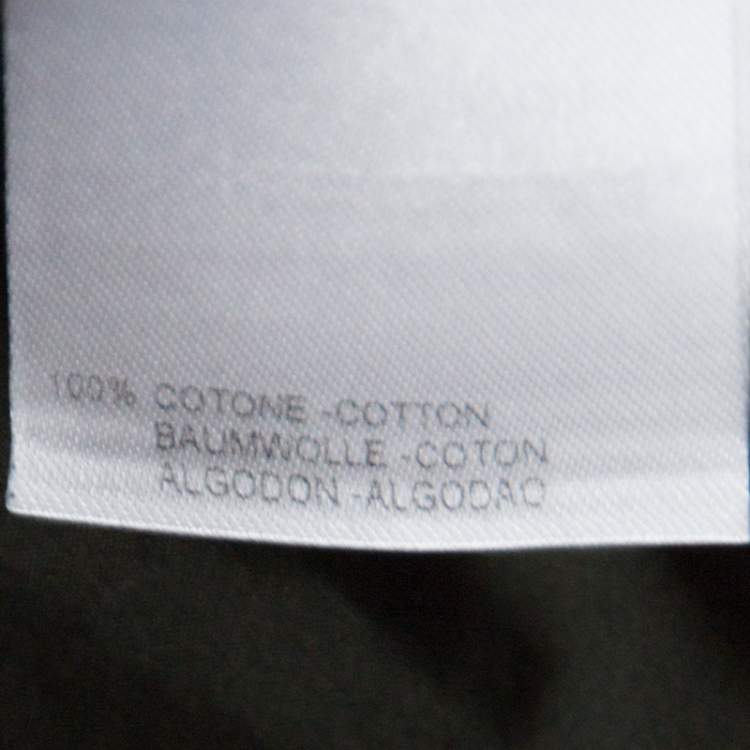 100% COTONE -COTTON
BAUMWOLLE -COTON
ALGODON -ALGODAO